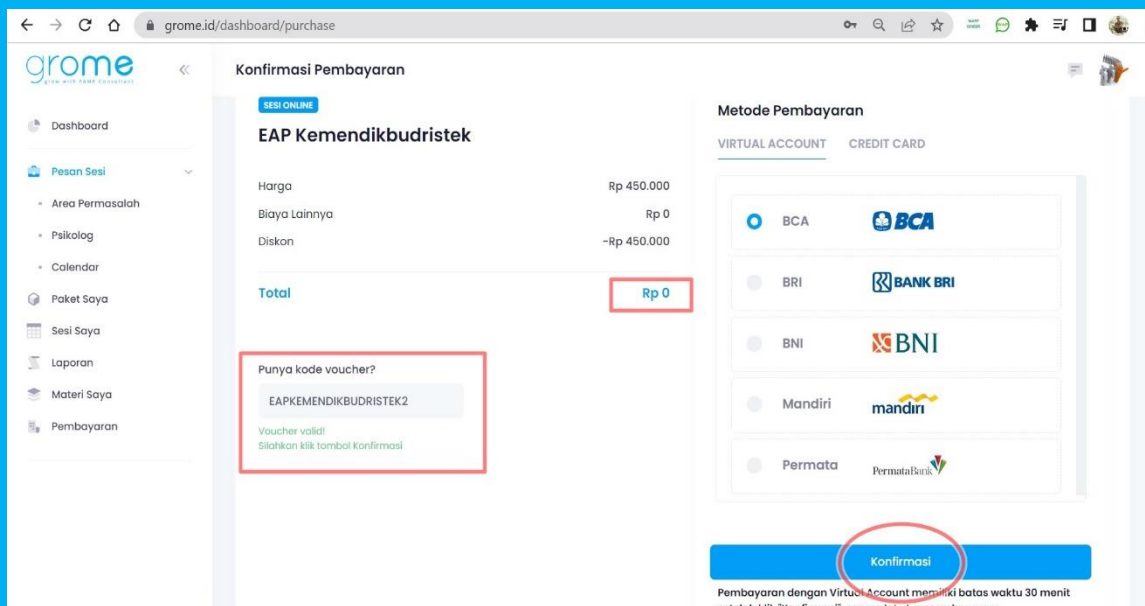 grome.id/dashboard/purchase
grome
grow with PAME Consultant
Konfirmasi Pembayaran
Dashboard
Pesan Sesi
Area Permasalah
Psikolog
Calendar
Paket Saya
Sesi Saya
Laporan
Materi Saya
Pembayaran
SESI ONLINE
EAP Kemendikbudristek
Harga Rp 450.000
Biaya Lainnya Rp 0
Diskon -Rp 450.000
Total Rp 0
Punya kode voucher?
EAPKEMENDIKBUDRISTEK2
Voucher valid!
Silahkan klik tombol Konfirmasi
Metode Pembayaran
VIRTUAL ACCOUNT CREDIT CARD
BCA BCA
BRI BANK BRI
BNI BNI
Mandiri mandiri
Permata PermataBank
Konfirmasi
Pembayaran dengan Virtual Account memiliki batas waktu 30 menit